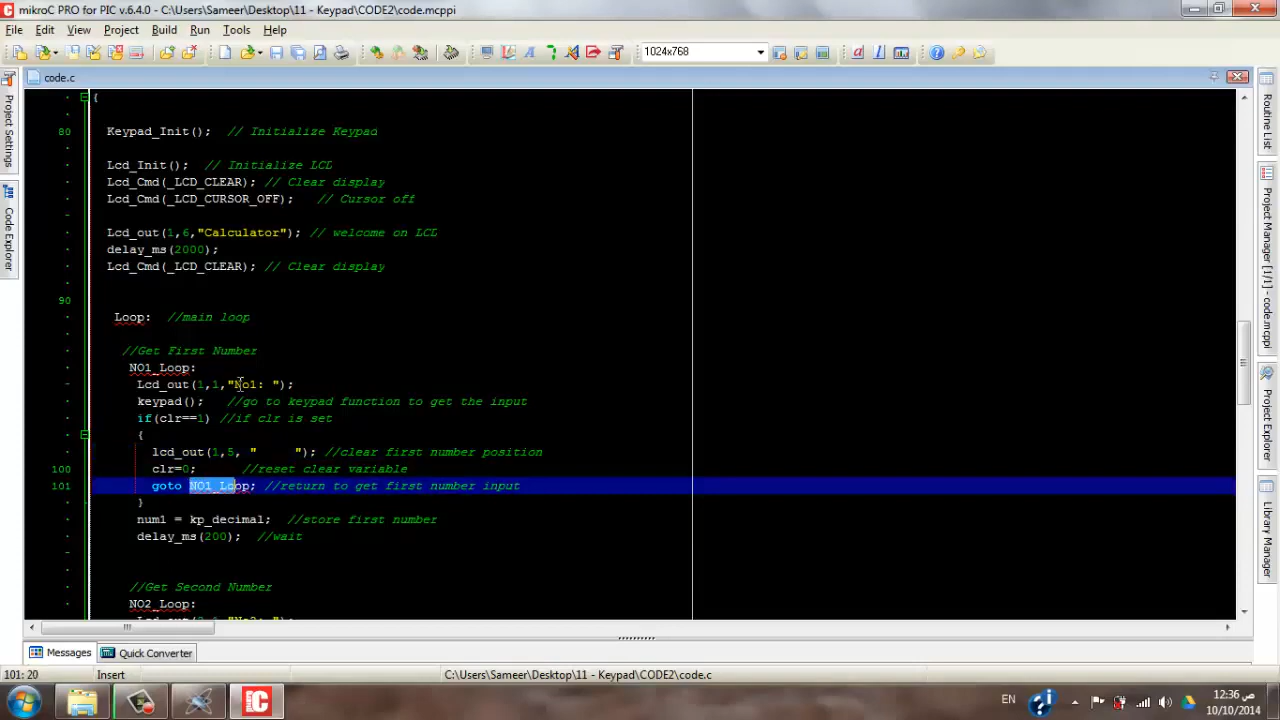 mikroC PRO for PIC v.6.4.0 - C:\Users\Sameer\Desktop\11 - Keypad\CODE2\code.mcppi
File Edit View Project Build Run Tools Help
1024x768
code.c
{
80 Keypad_Init(); // Initialize Keypad
Lcd_Init(); // Initialize LCD
Lcd_Cmd(_LCD_CLEAR); // Clear display
Lcd_Cmd(_LCD_CURSOR_OFF); // Cursor off
Lcd_out(1,6,"Calculator"); // welcome on LCD
delay_ms(2000);
Lcd_Cmd(_LCD_CLEAR); // Clear display
90
Loop: //main loop
//Get First Number
NO1_Loop:
Lcd_out(1,1,"No1: ");
keypad(); //go to keypad function to get the input
if(clr==1) //if clr is set
{
lcd_out(1,5, "     "); //clear first number position
100 clr=0; //reset clear variable
101 goto NO1_Loop; //return to get first number input
}
num1 = kp_decimal; //store first number
delay_ms(200); //wait
//Get Second Number
NO2_Loop:
Project Settings
Code Explorer
Routine List
Project Manager [1/1] - code.mcppi
Project Explorer
Library Manager
Messages Quick Converter
101: 20 Insert C:\Users\Sameer\Desktop\11 - Keypad\CODE2\code.c
EN
12:36 ص
10/10/2014